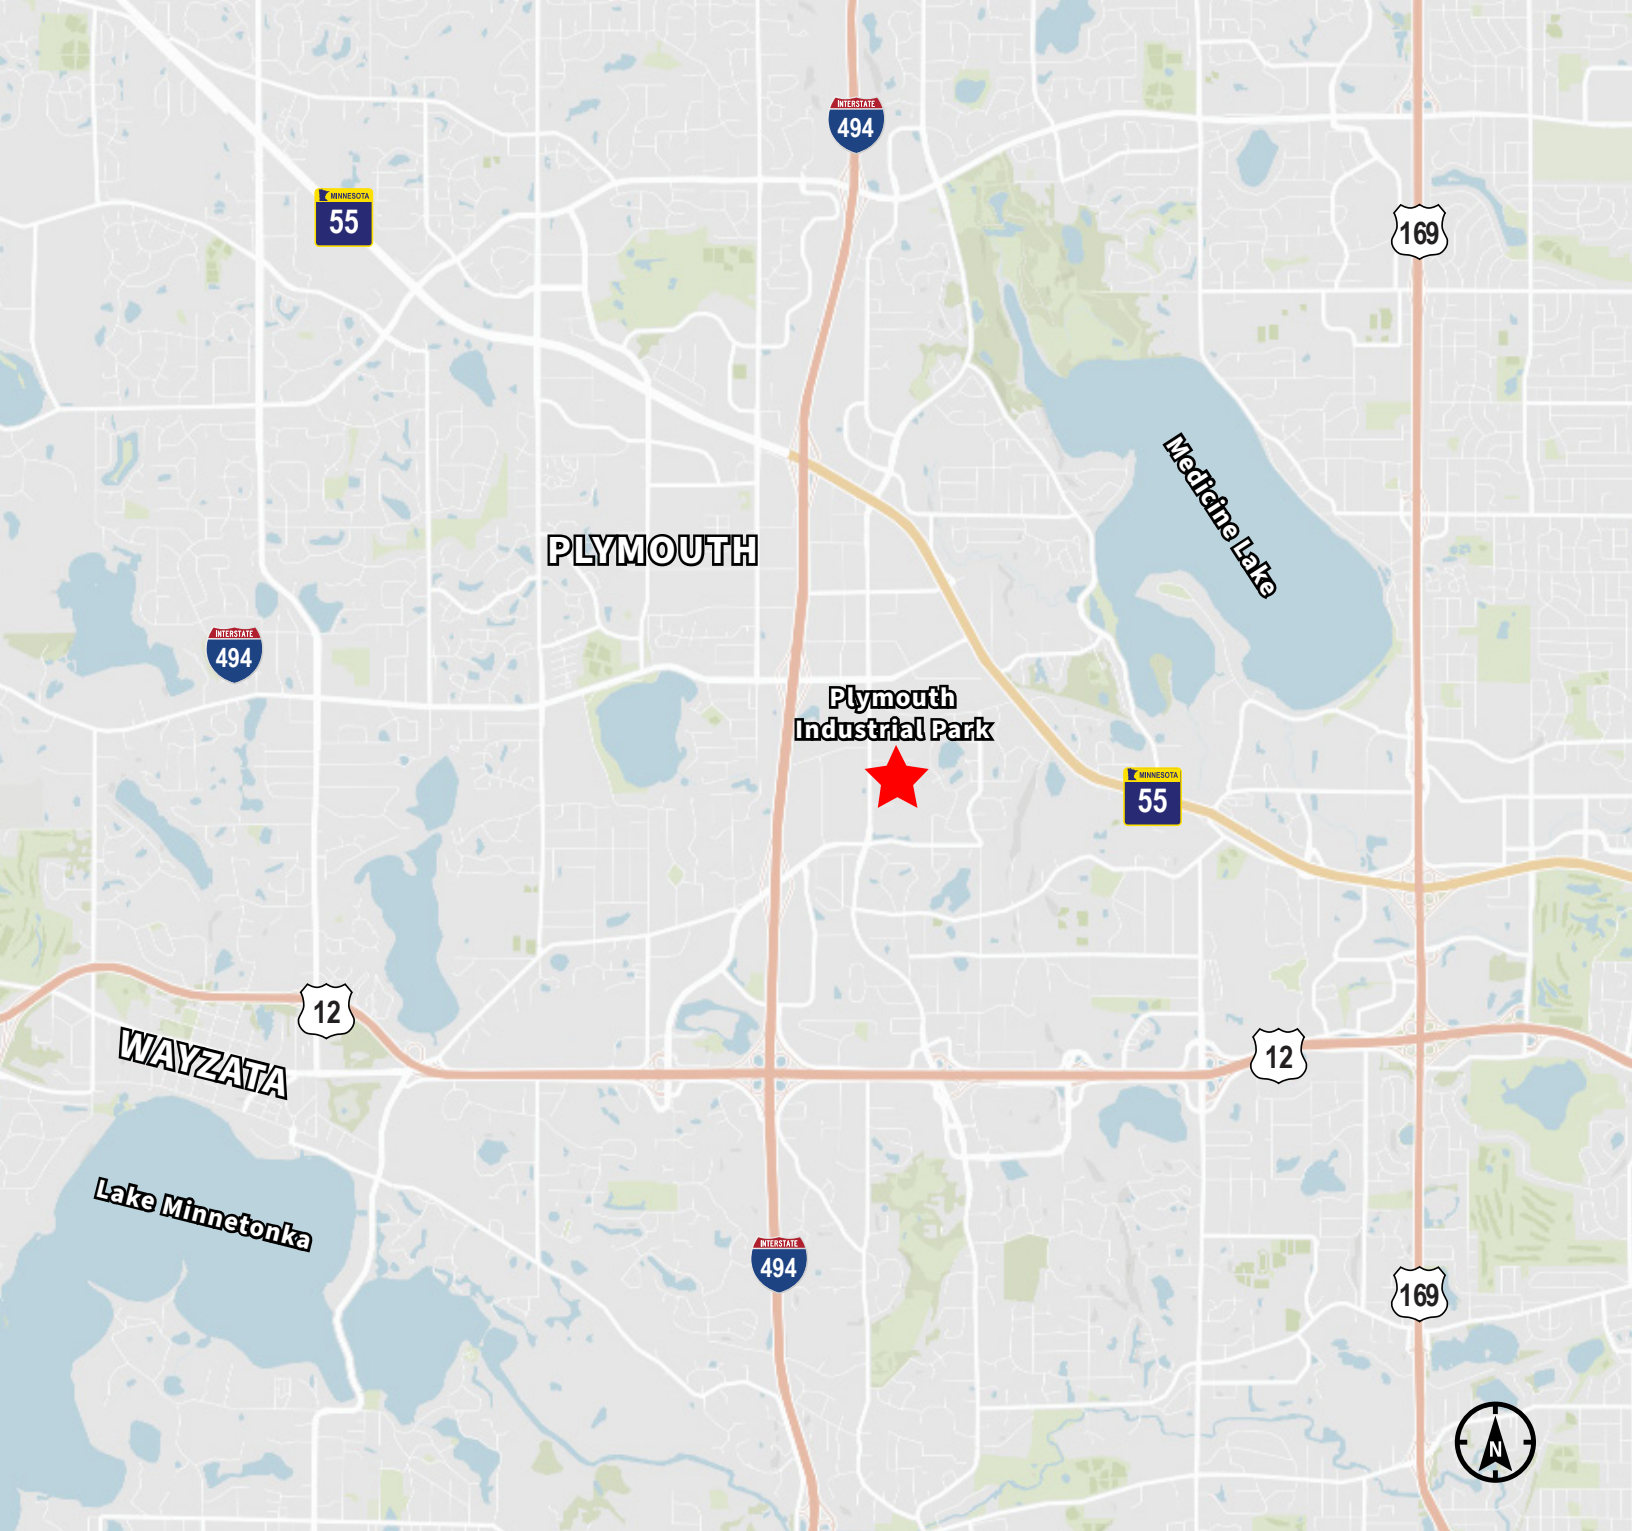 INTERSTATE
494
MINNESOTA
55
169
Medicine Lake
PLYMOUTH
INTERSTATE
494
Plymouth
Industrial Park
MINNESOTA
55
12
WAYZATA
12
Lake Minnetonka
INTERSTATE
494
169
N